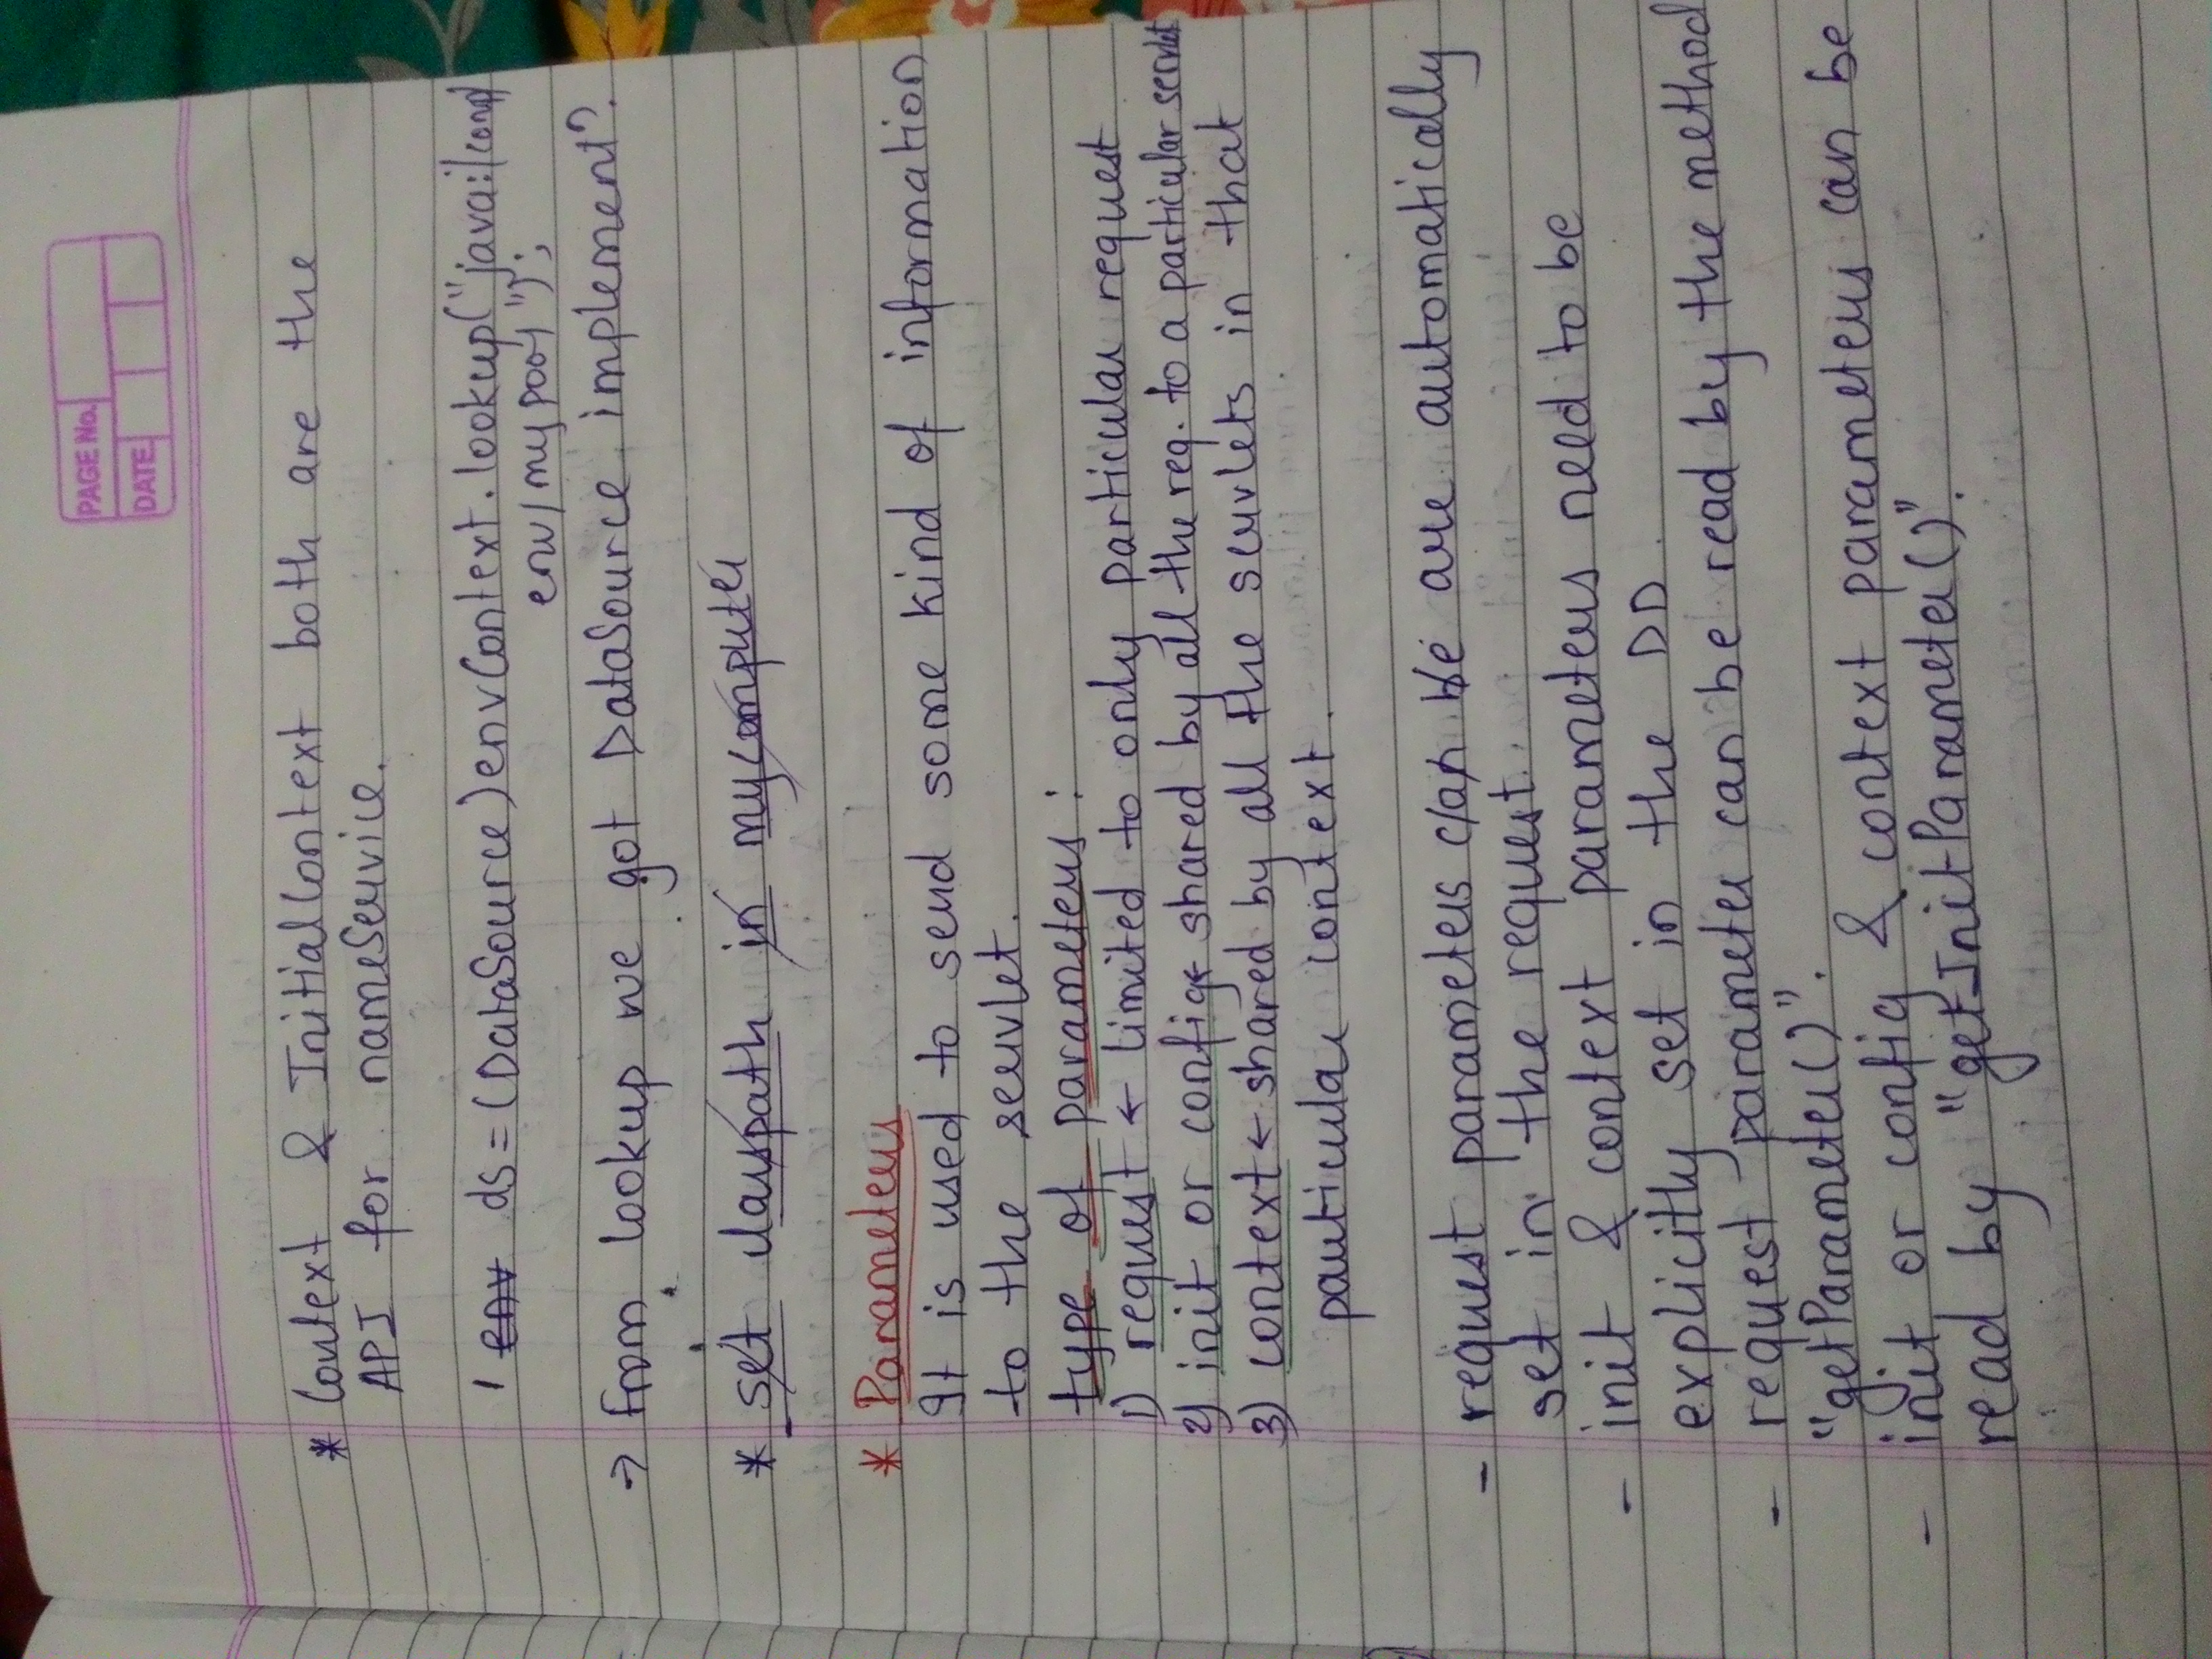 PAGE No.
DATE
* Context & InitialContext both are the
API for nameService.
env ds = (DataSource)envContext.lookup("java:/comp/
env/mypool");
→ from lookup we got DataSource implement?
* set classpath in mycomputer
* Parameters
It is used to send some kind of information
to the servlet.
type of parameters :
1) request ← limited to only particular request
2) init or config ← shared by all the req. to a particular servlet
3) context ← shared by all the servlets in that
particular context.
- request parameters can be are automatically
set in the request.
- init & context parameters need to be
explicitly set in the DD.
- request parameter can be read by the method
"getParameter()".
- init or config & context parameters can be
read by "getInitParameter()".